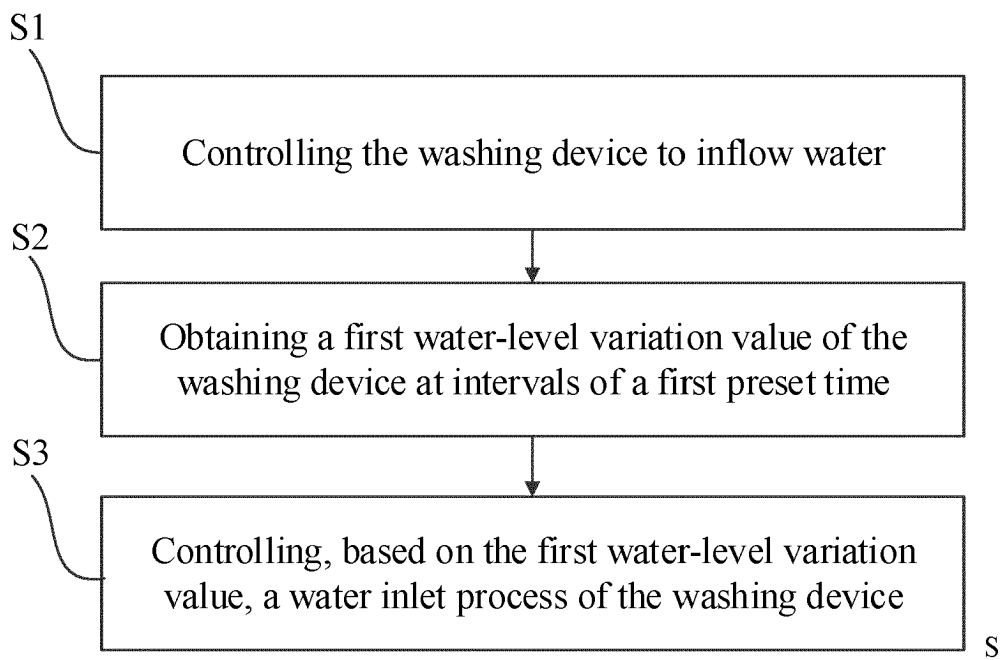 S1
Controlling the washing device to inflow water
S2
Obtaining a first water-level variation value of the
washing device at intervals of a first preset time
S3
Controlling, based on the first water-level variation
value, a water inlet process of the washing device
S